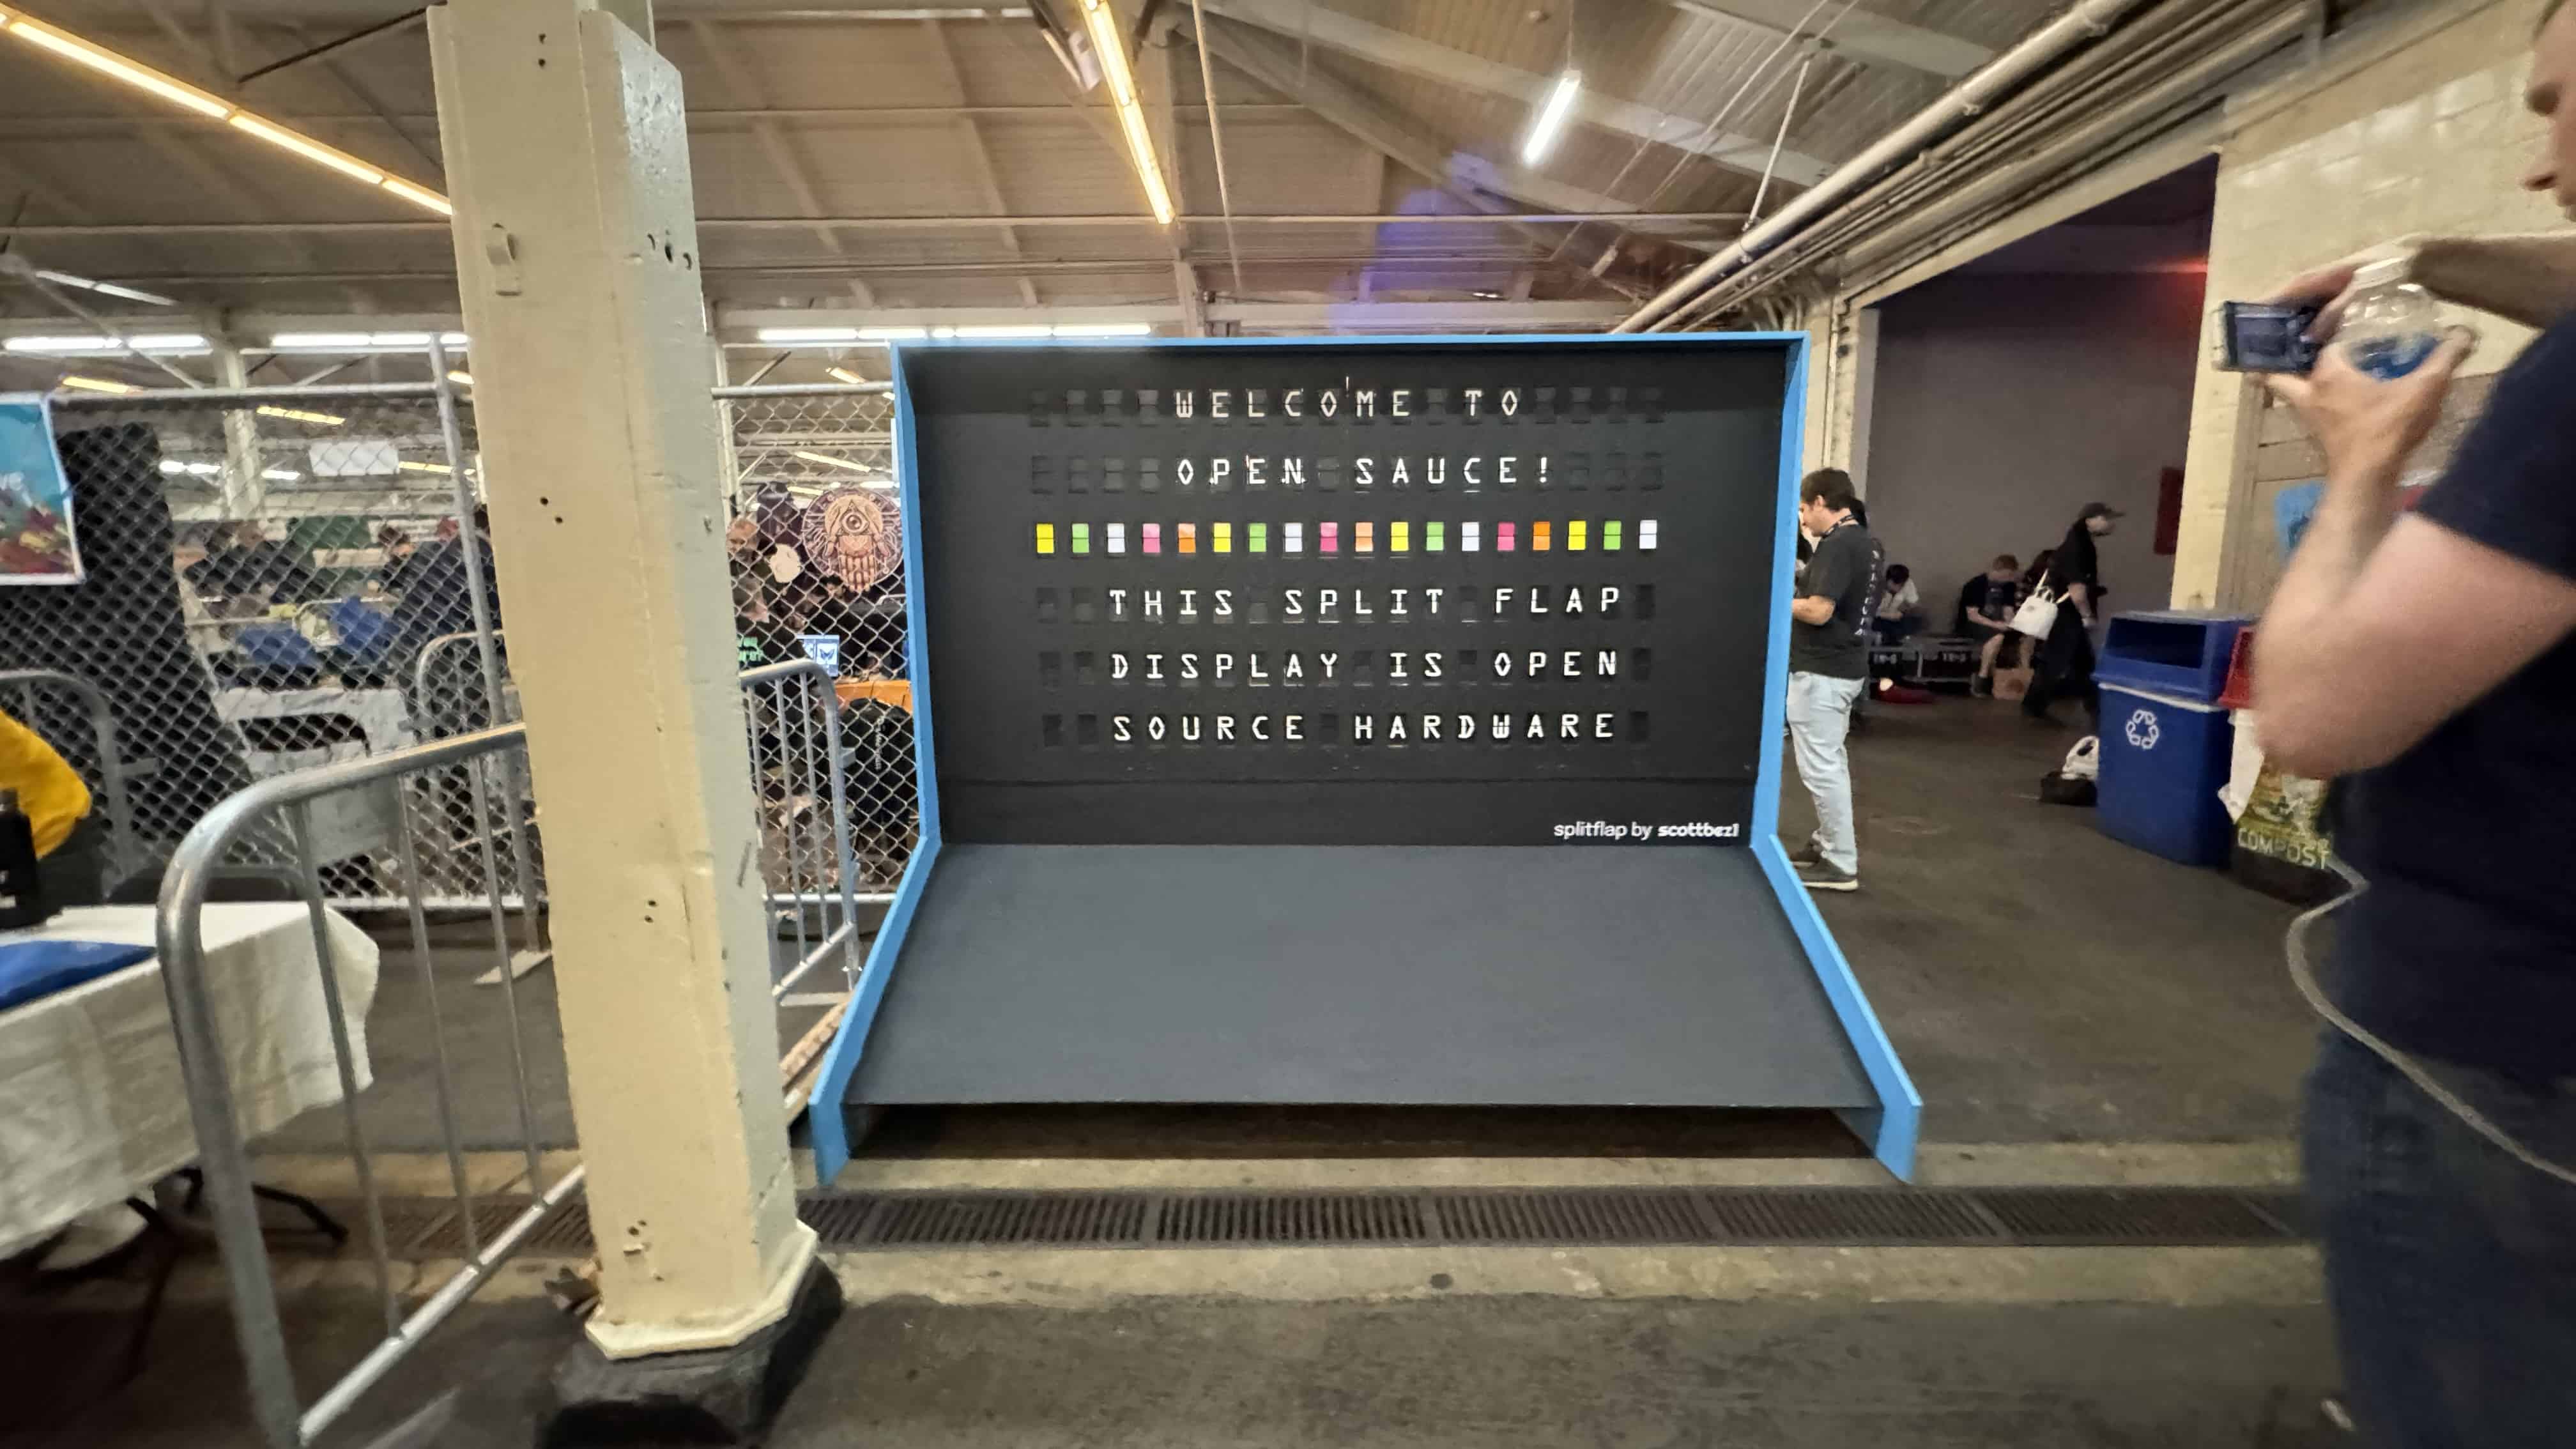 WELCOME TO
OPEN SAUCE!
THIS SPLIT FLAP
DISPLAY IS OPEN
SOURCE HARDWARE
splitflap by scottbez1
COMPOST